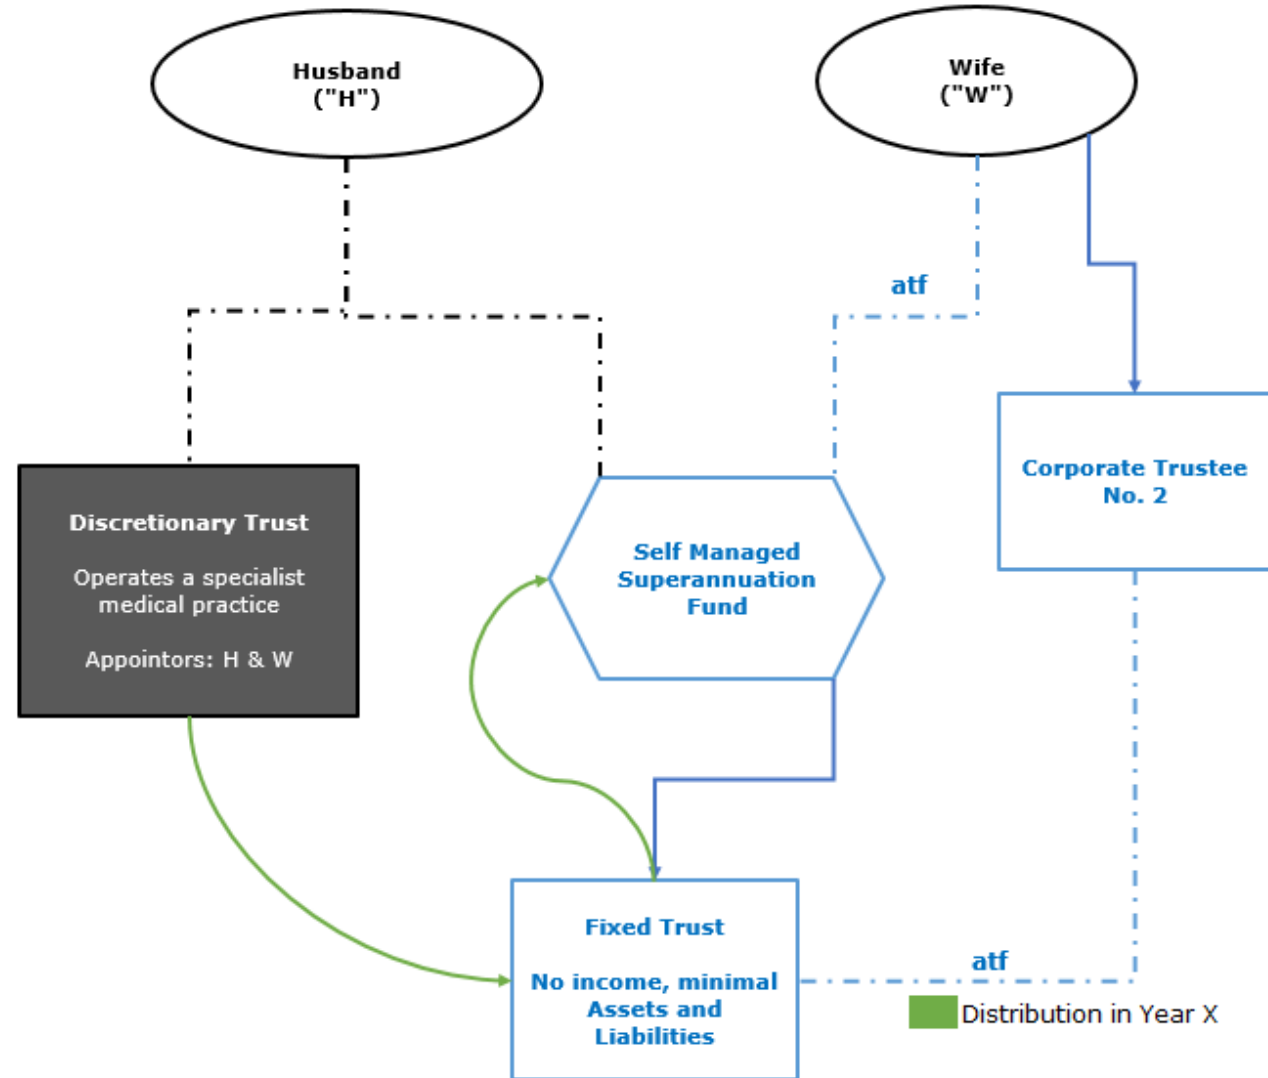 Husband
("H")
Wife
("W")
atf
Discretionary Trust
Operates a specialist
medical practice
Appointors: H & W
Self Managed
Superannuation
Fund
Corporate Trustee
No. 2
Fixed Trust
No income, minimal
Assets and
Liabilities
atf
Distribution in Year X